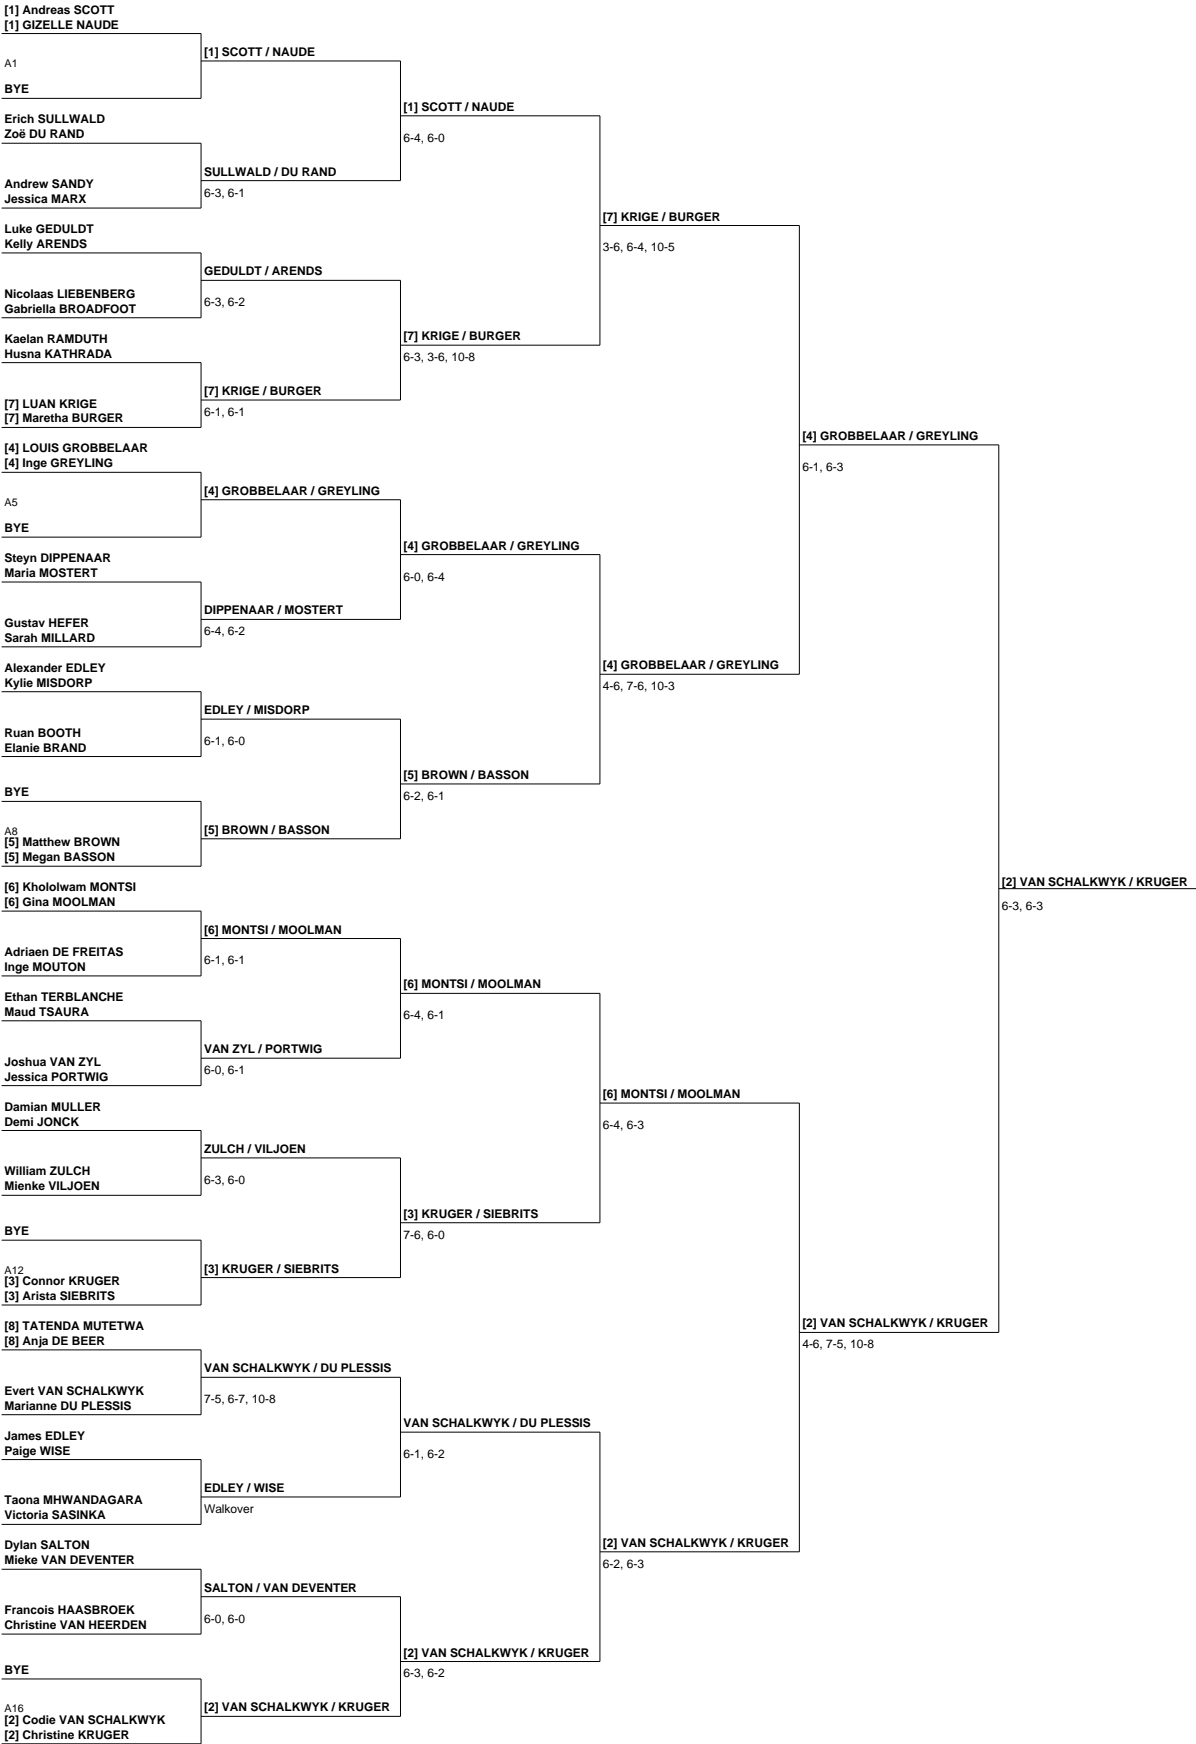 [1] Andreas SCOTT
[1] GIZELLE NAUDE
[1] SCOTT / NAUDE
A1
BYE
[1] SCOTT / NAUDE
Erich SULLWALD
Zoë DU RAND
6-4, 6-0
SULLWALD / DU RAND
Andrew SANDY
Jessica MARX
6-3, 6-1
[7] KRIGE / BURGER
Luke GEDULDT
Kelly ARENDS
3-6, 6-4, 10-5
GEDULDT / ARENDS
Nicolaas LIEBENBERG
Gabriella BROADFOOT
6-3, 6-2
[7] KRIGE / BURGER
Kaelan RAMDUTH
Husna KATHRADA
6-3, 3-6, 10-8
[7] KRIGE / BURGER
[7] LUAN KRIGE
[7] Maretha BURGER
6-1, 6-1
[4] GROBBELAAR / GREYLING
[4] LOUIS GROBBELAAR
[4] Inge GREYLING
6-1, 6-3
[4] GROBBELAAR / GREYLING
A5
BYE
[4] GROBBELAAR / GREYLING
Steyn DIPPENAAR
Maria MOSTERT
6-0, 6-4
DIPPENAAR / MOSTERT
Gustav HEFER
Sarah MILLARD
6-4, 6-2
[4] GROBBELAAR / GREYLING
Alexander EDLEY
Kylie MISDORP
4-6, 7-6, 10-3
EDLEY / MISDORP
Ruan BOOTH
Elanie BRAND
6-1, 6-0
[5] BROWN / BASSON
BYE
6-2, 6-1
[5] BROWN / BASSON
A8
[5] Matthew BROWN
[5] Megan BASSON
[2] VAN SCHALKWYK / KRUGER
[6] Khololwam MONTSI
[6] Gina MOOLMAN
6-3, 6-3
[6] MONTSI / MOOLMAN
Adriaen DE FREITAS
Inge MOUTON
6-1, 6-1
[6] MONTSI / MOOLMAN
Ethan TERBLANCHE
Maud TSAURA
6-4, 6-1
VAN ZYL / PORTWIG
Joshua VAN ZYL
Jessica PORTWIG
6-0, 6-1
[6] MONTSI / MOOLMAN
Damian MULLER
Demi JONCK
6-4, 6-3
ZULCH / VILJOEN
William ZULCH
Mienke VILJOEN
6-3, 6-0
[3] KRUGER / SIEBRITS
BYE
7-6, 6-0
[3] KRUGER / SIEBRITS
A12
[3] Connor KRUGER
[3] Arista SIEBRITS
[2] VAN SCHALKWYK / KRUGER
[8] TATENDA MUTETWA
[8] Anja DE BEER
4-6, 7-5, 10-8
VAN SCHALKWYK / DU PLESSIS
Evert VAN SCHALKWYK
Marianne DU PLESSIS
7-5, 6-7, 10-8
VAN SCHALKWYK / DU PLESSIS
James EDLEY
Paige WISE
6-1, 6-2
EDLEY / WISE
Taona MHWANDAGARA
Victoria SASINKA
Walkover
[2] VAN SCHALKWYK / KRUGER
Dylan SALTON
Mieke VAN DEVENTER
6-2, 6-3
SALTON / VAN DEVENTER
Francois HAASBROEK
Christine VAN HEERDEN
6-0, 6-0
[2] VAN SCHALKWYK / KRUGER
BYE
6-3, 6-2
[2] VAN SCHALKWYK / KRUGER
A16
[2] Codie VAN SCHALKWYK
[2] Christine KRUGER